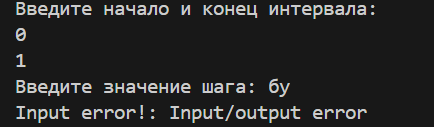 Введите начало и конец интервала:
0
1
Введите значение шага: бу
Input error!: Input/output error